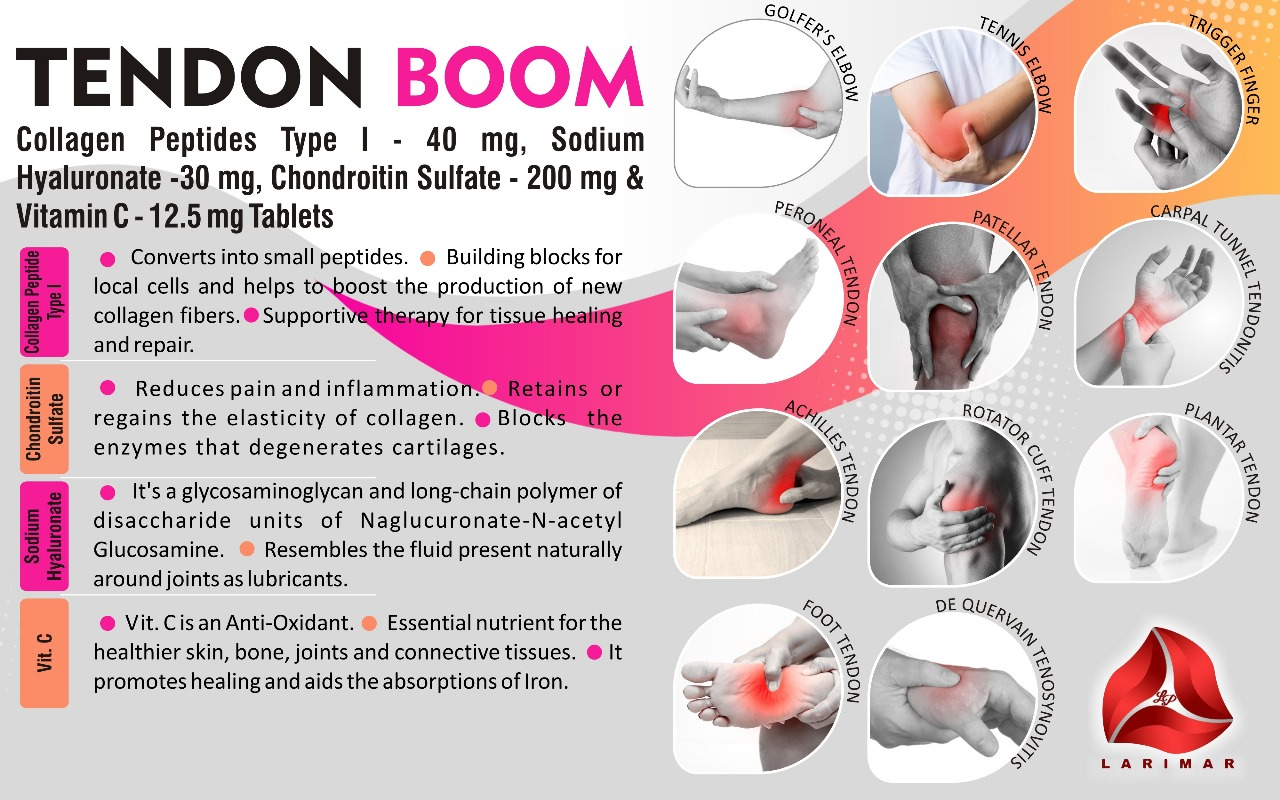 TENDON BOOM
Collagen Peptides Type I - 40 mg, Sodium
Hyaluronate -30 mg, Chondroitin Sulfate - 200 mg &
Vitamin C - 12.5 mg Tablets
Collagen Peptide
Type I
● Converts into small peptides. ● Building blocks for
local cells and helps to boost the production of new
collagen fibers. ● Supportive therapy for tissue healing
and repair.
Chondroitin
Sulfate
● Reduces pain and inflammation. ● Retains or
regains the elasticity of collagen. ● Blocks the
enzymes that degenerates cartilages.
Sodium
Hyaluronate
● It's a glycosaminoglycan and long-chain polymer of
disaccharide units of Naglucuronate-N-acetyl
Glucosamine. ● Resembles the fluid present naturally
around joints as lubricants.
Vit. C
● Vit. C is an Anti-Oxidant. ● Essential nutrient for the
healthier skin, bone, joints and connective tissues. ● It
promotes healing and aids the absorptions of Iron.
GOLFER'S ELBOW
TENNIS ELBOW
TRIGGER FINGER
PERONEAL TENDON
PATELLAR TENDON
CARPAL TUNNEL TENDONITIS
ACHILLES TENDON
ROTATOR CUFF TENDON
PLANTAR TENDON
FOOT TENDON
DE QUERVAIN TENOSYNOVITIS
LARIMAR